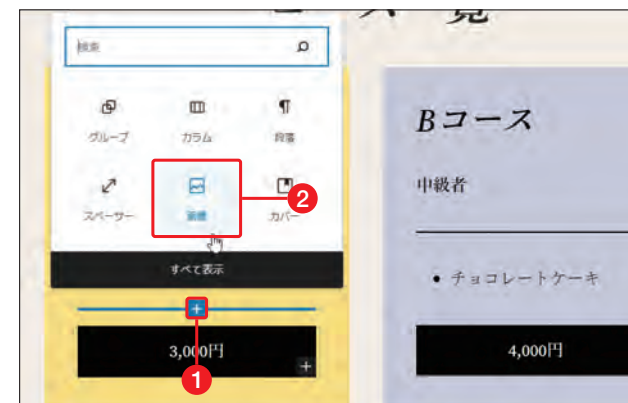 検索
グループ
カラム
段落
スペーサー
画像
カバー
2
すべて表示
3,000円
1
Bコース
中級者
チョコレートケーキ
4,000円